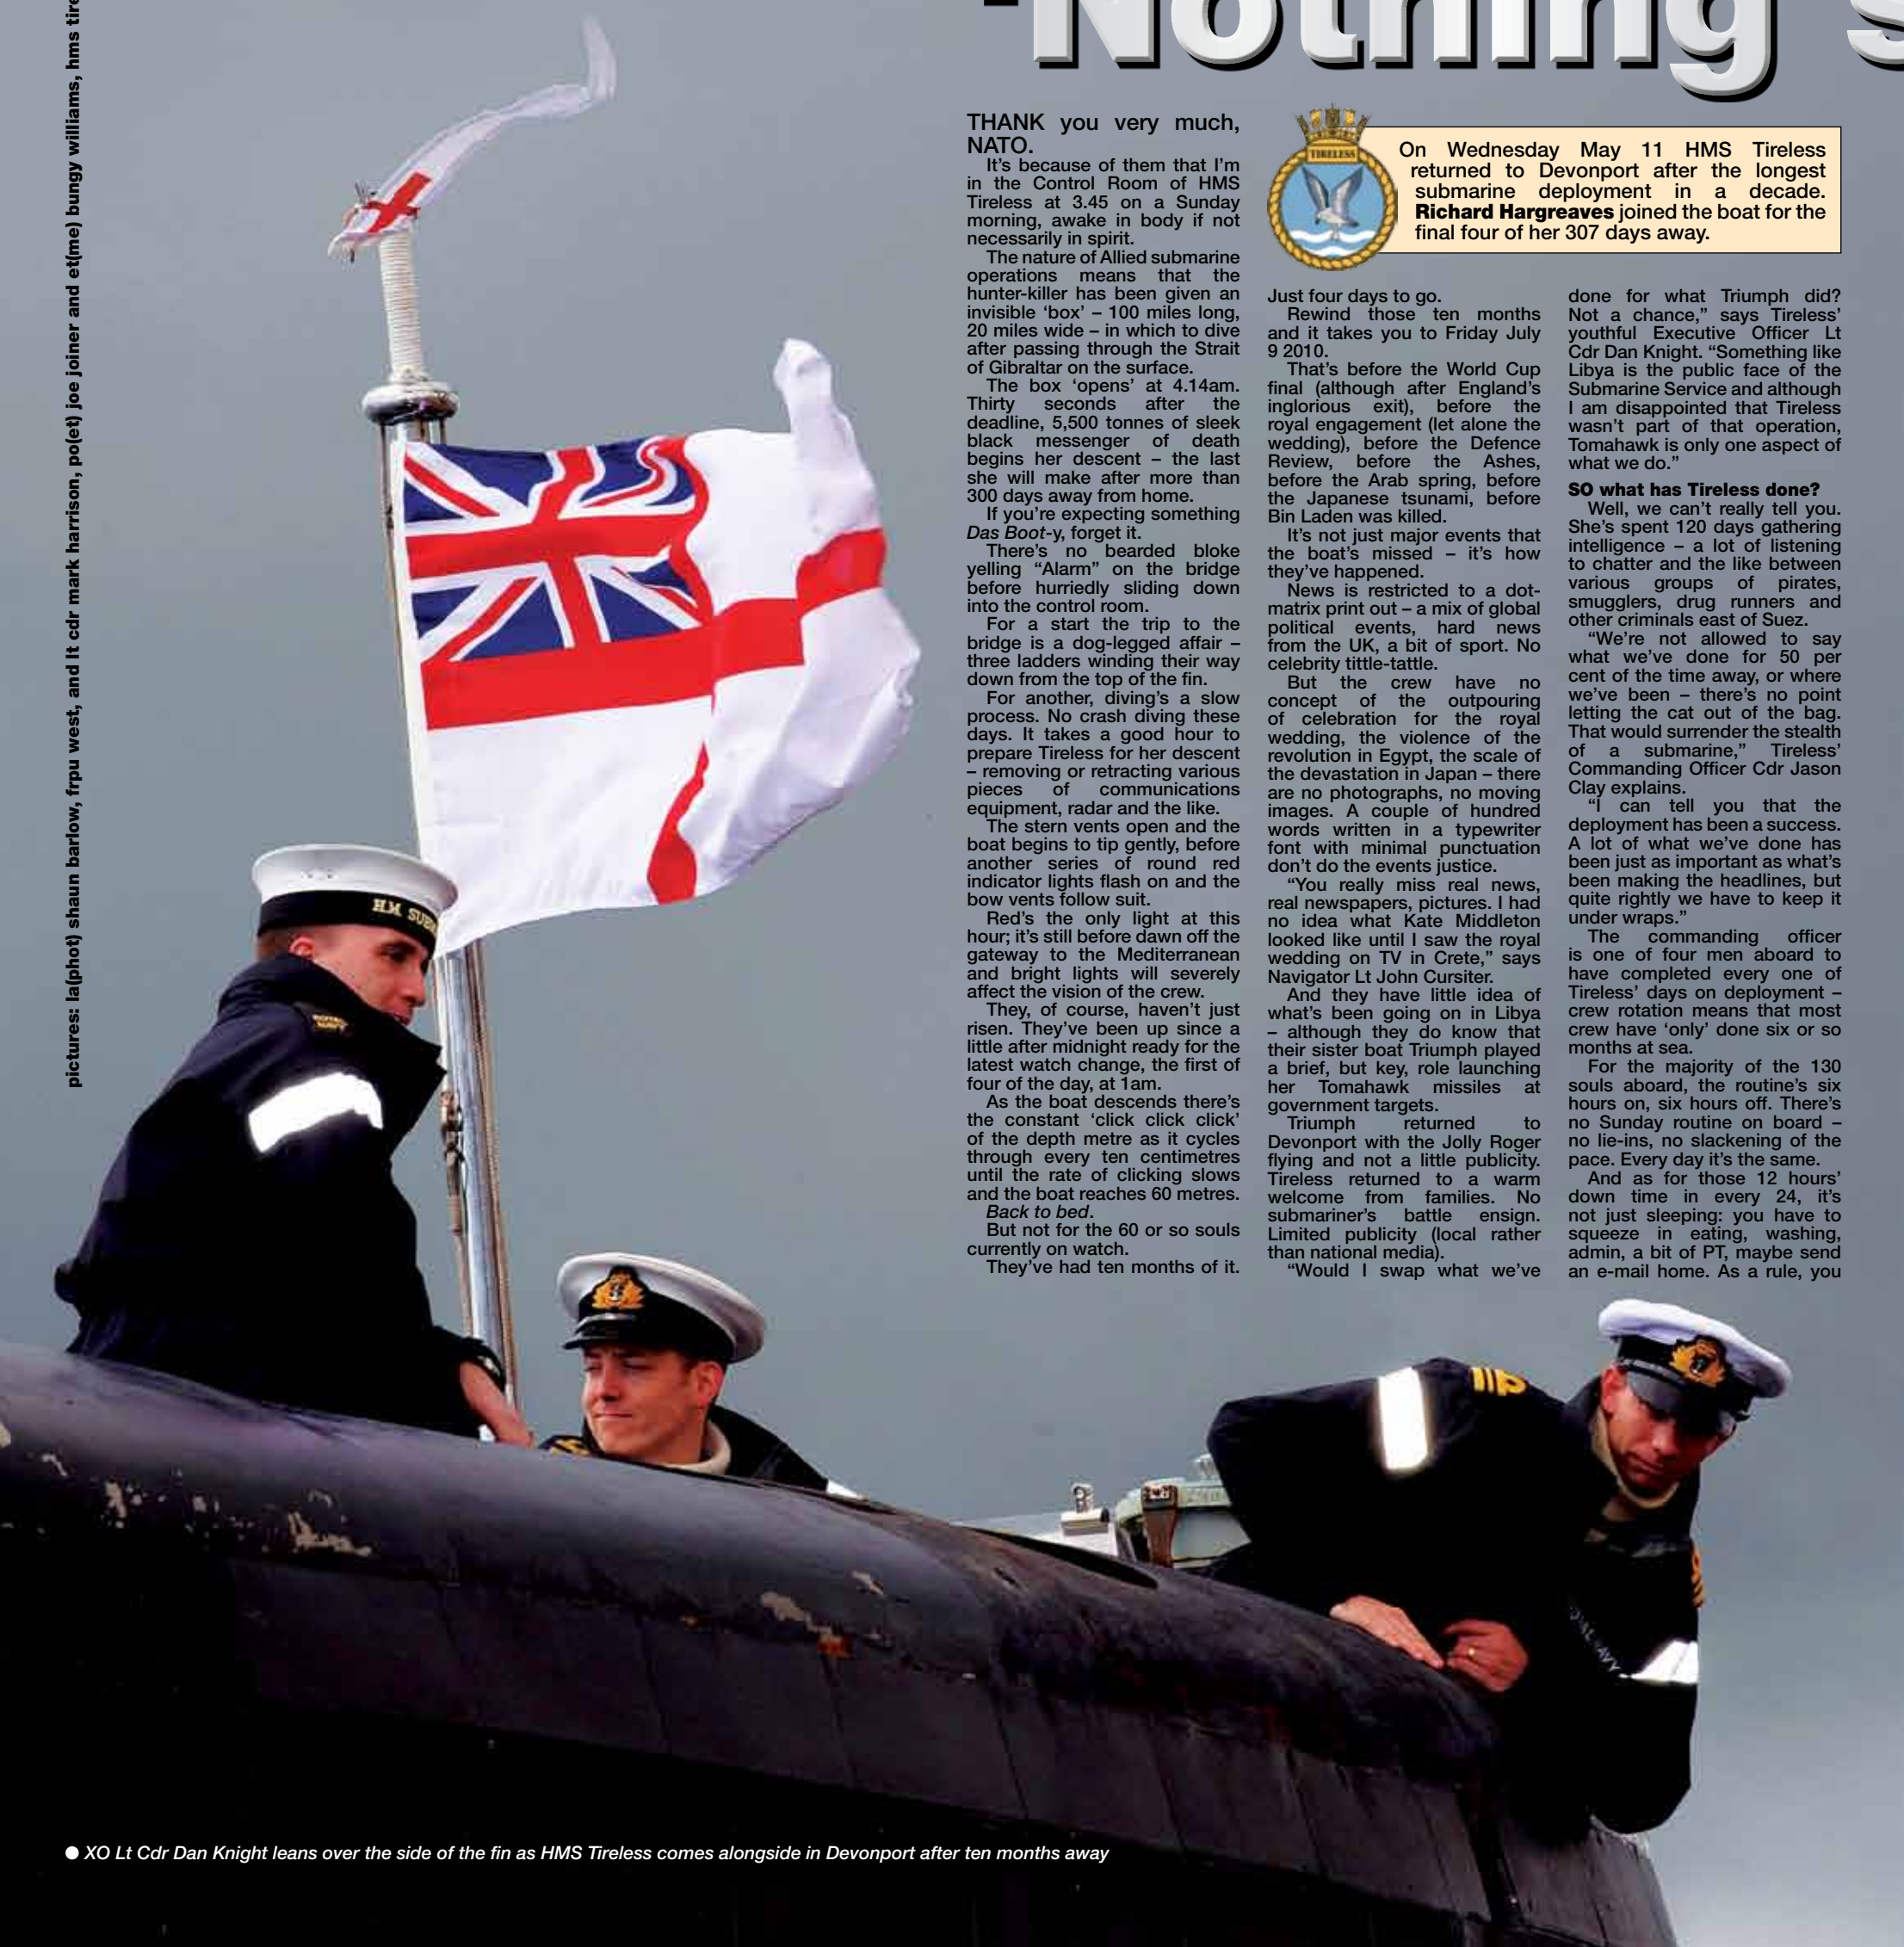 'Nothing
pictures: la(phot) shaun barlow, frpu west, and lt cdr mark harrison, po(et) joe joiner and et(me) bungy williams, hms
THANK you very much,
NATO.
It's because of them that I'm
in the Control Room of HMS
Tireless at 3.45 on a Sunday
morning, awake in body if not
necessarily in spirit.
The nature of Allied submarine
operations means that the
hunter-killer has been given an
invisible 'box' – 100 miles long,
20 miles wide – in which to dive
after passing through the Strait
of Gibraltar on the surface.
The box 'opens' at 4.14am.
Thirty seconds after the
deadline, 5,500 tonnes of sleek
black messenger of death
begins her descent – the last
she will make after more than
300 days away from home.
If you're expecting something
Das Boot-y, forget it.
There's no bearded bloke
yelling “Alarm” on the bridge
before hurriedly sliding down
into the control room.
For a start the trip to the
bridge is a dog-legged affair –
three ladders winding their way
down from the top of the fin.
For another, diving's a slow
process. No crash diving these
days. It takes a good hour to
prepare Tireless for her descent
– removing or retracting various
pieces of communications
equipment, radar and the like.
The stern vents open and the
boat begins to tip gently, before
another series of round red
indicator lights flash on and the
bow vents follow suit.
Red's the only light at this
hour; it's still before dawn off the
gateway to the Mediterranean
and bright lights will severely
affect the vision of the crew.
They, of course, haven't just
risen. They've been up since a
little after midnight ready for the
latest watch change, the first of
four of the day, at 1am.
As the boat descends there's
the constant 'click click click'
of the depth metre as it cycles
through every ten centimetres
until the rate of clicking slows
and the boat reaches 60 metres.
Back to bed.
But not for the 60 or so souls
currently on watch.
They've had ten months of it.
TIRELESS
On Wednesday May 11 HMS Tireless
returned to Devonport after the longest
submarine deployment in a decade.
Richard Hargreaves joined the boat for the
final four of her 307 days away.
Just four days to go.
Rewind those ten months
and it takes you to Friday July
9 2010.
That's before the World Cup
final (although after England's
inglorious exit), before the
royal engagement (let alone the
wedding), before the Defence
Review, before the Ashes,
before the Arab spring, before
the Japanese tsunami, before
Bin Laden was killed.
It's not just major events that
the boat's missed – it's how
they've happened.
News is restricted to a dot-
matrix print out – a mix of global
political events, hard news
from the UK, a bit of sport. No
celebrity tittle-tattle.
But the crew have no
concept of the outpouring
of celebration for the royal
wedding, the violence of the
revolution in Egypt, the scale of
the devastation in Japan – there
are no photographs, no moving
images. A couple of hundred
words written in a typewriter
font with minimal punctuation
don't do the events justice.
“You really miss real news,
real newspapers, pictures. I had
no idea what Kate Middleton
looked like until I saw the royal
wedding on TV in Crete,” says
Navigator Lt John Cursiter.
And they have little idea of
what's been going on in Libya
– although they do know that
their sister boat Triumph played
a brief, but key, role launching
her Tomahawk missiles at
government targets.
Triumph returned to
Devonport with the Jolly Roger
flying and not a little publicity.
Tireless returned to a warm
welcome from families. No
submariner's battle ensign.
Limited publicity (local rather
than national media).
“Would I swap what we've
done for what Triumph did?
Not a chance,” says Tireless'
youthful Executive Officer Lt
Cdr Dan Knight. “Something like
Libya is the public face of the
Submarine Service and although
I am disappointed that Tireless
wasn't part of that operation,
Tomahawk is only one aspect of
what we do.”
SO what has Tireless done?
Well, we can't really tell you.
She's spent 120 days gathering
intelligence – a lot of listening
to chatter and the like between
various groups of pirates,
smugglers, drug runners and
other criminals east of Suez.
“We're not allowed to say
what we've done for 50 per
cent of the time away, or where
we've been – there's no point
letting the cat out of the bag.
That would surrender the stealth
of a submarine,” Tireless'
Commanding Officer Cdr Jason
Clay explains.
“I can tell you that the
deployment has been a success.
A lot of what we've done has
been just as important as what's
been making the headlines, but
quite rightly we have to keep it
under wraps.”
The commanding officer
is one of four men aboard to
have completed every one of
Tireless' days on deployment –
crew rotation means that most
crew have 'only' done six or so
months at sea.
For the majority of the 130
souls aboard, the routine's six
hours on, six hours off. There's
no Sunday routine on board –
no lie-ins, no slackening of the
pace. Every day it's the same.
And as for those 12 hours'
down time in every 24, it's
not just sleeping: you have to
squeeze in eating, washing,
admin, a bit of PT, maybe send
an e-mail home. As a rule, you
H.M. SUBM
ROYAL NAVY
● XO Lt Cdr Dan Knight leans over the side of the fin as HMS Tireless comes alongside in Devonport after ten months away